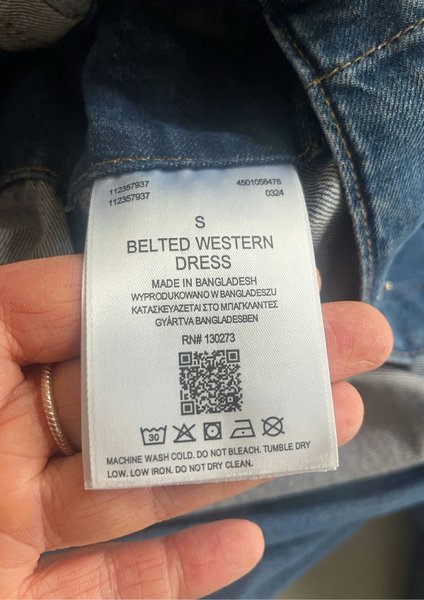 112357937 4501058476
112357937 0324
S
BELTED WESTERN
DRESS
MADE IN BANGLADESH
WYPRODUKOWANO W BANGLADESZU
ΚΑΤΑΣΚΕΥΑΖΕΤΑΙ ΣΤΟ ΜΠΑΓΚΛΑΝΤΕΣ
GYÁRTVA BANGLADESBEN
RN# 130273
30
MACHINE WASH COLD. DO NOT BLEACH. TUMBLE DRY
LOW. LOW IRON. DO NOT DRY CLEAN.